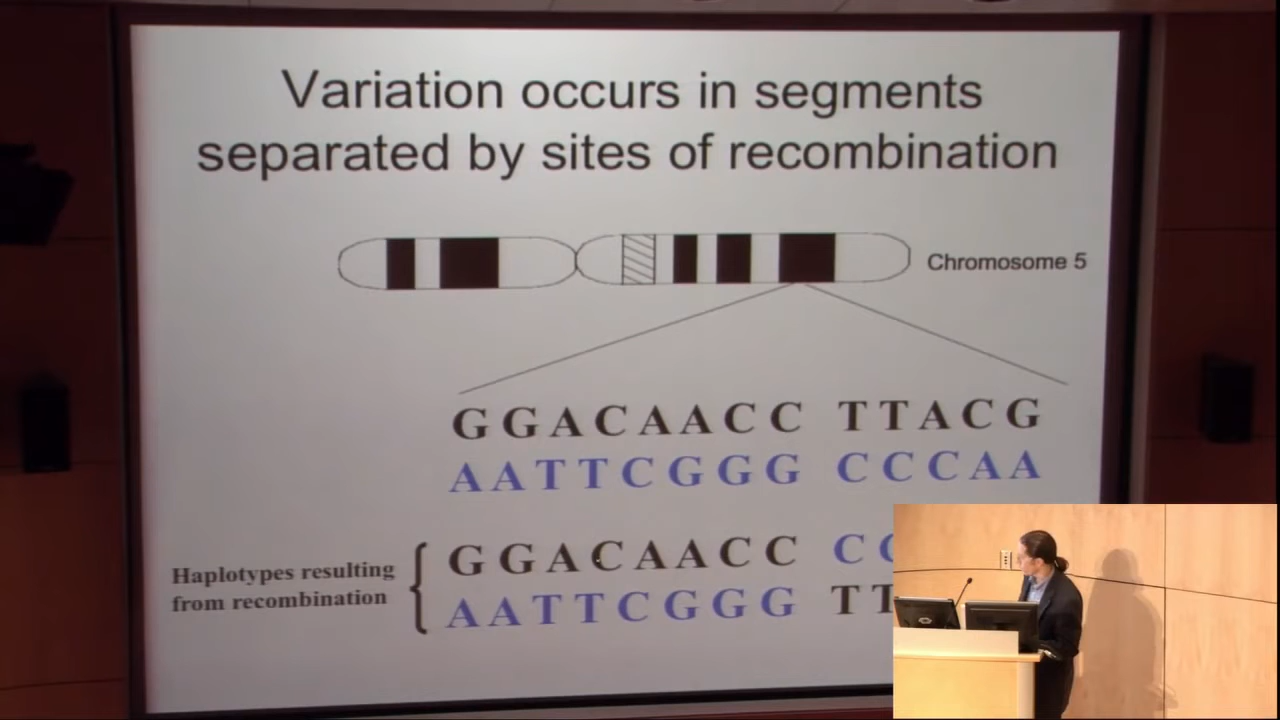 Variation occurs in segments
separated by sites of recombination
Chromosome 5
GGACAACC TTACG
AATTCGGG CCCAA
Haplotypes resulting
from recombination
GGACAACC C
AATTCGGG TT